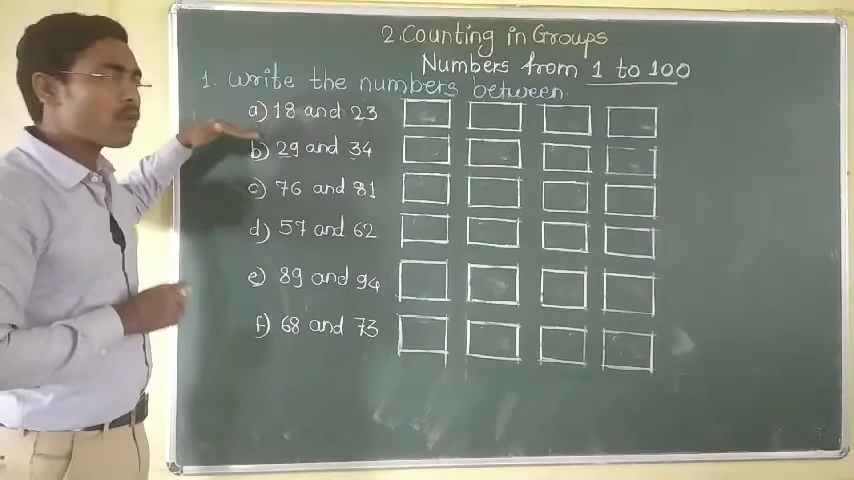 2. Counting in Groups
Numbers from 1 to 100
1. Write the numbers between.
a) 18 and 23
b) 29 and 34
c) 76 and 81
d) 57 and 62
e) 89 and 94
f) 68 and 73